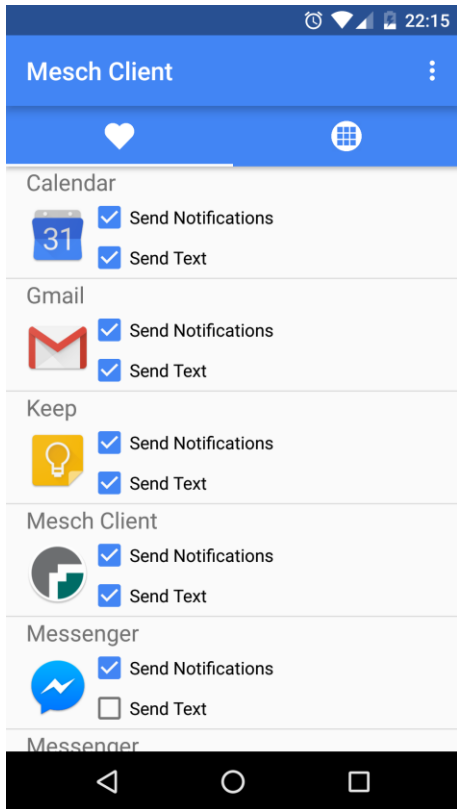 22:15
Mesch Client
Calendar
31
Send Notifications
Send Text
Gmail
Send Notifications
Send Text
Keep
Send Notifications
Send Text
Mesch Client
Send Notifications
Send Text
Messenger
Send Notifications
Send Text
Messenger